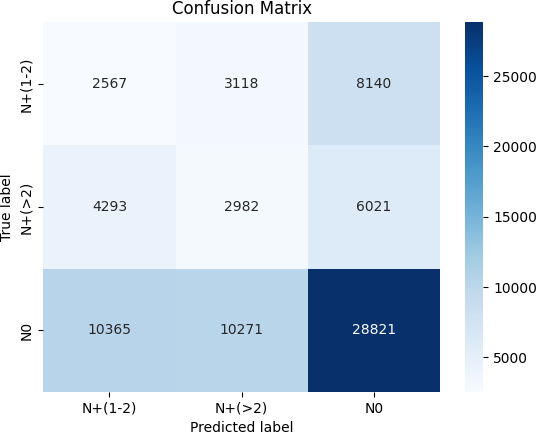 Confusion Matrix
True label
N+(1-2)
2567 3118 8140
N+(>2)
4293 2982 6021
N0
10365 10271 28821
N+(1-2) N+(>2) N0
Predicted label
25000
20000
15000
10000
5000